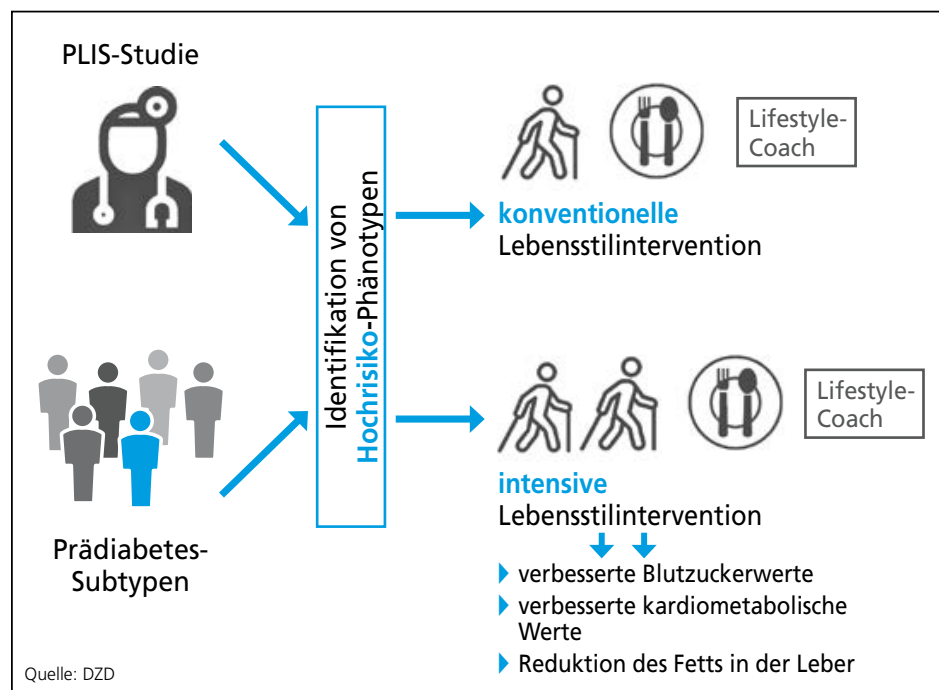 PLIS-Studie
Prädiabetes-
Subtypen
Identifikation von
Hochrisiko-Phänotypen
Lifestyle-
Coach
konventionelle
Lebensstilintervention
Lifestyle-
Coach
intensive
Lebensstilintervention
verbesserte Blutzuckerwerte
verbesserte kardiometabolische
Werte
Reduktion des Fetts in der Leber
Quelle: DZD